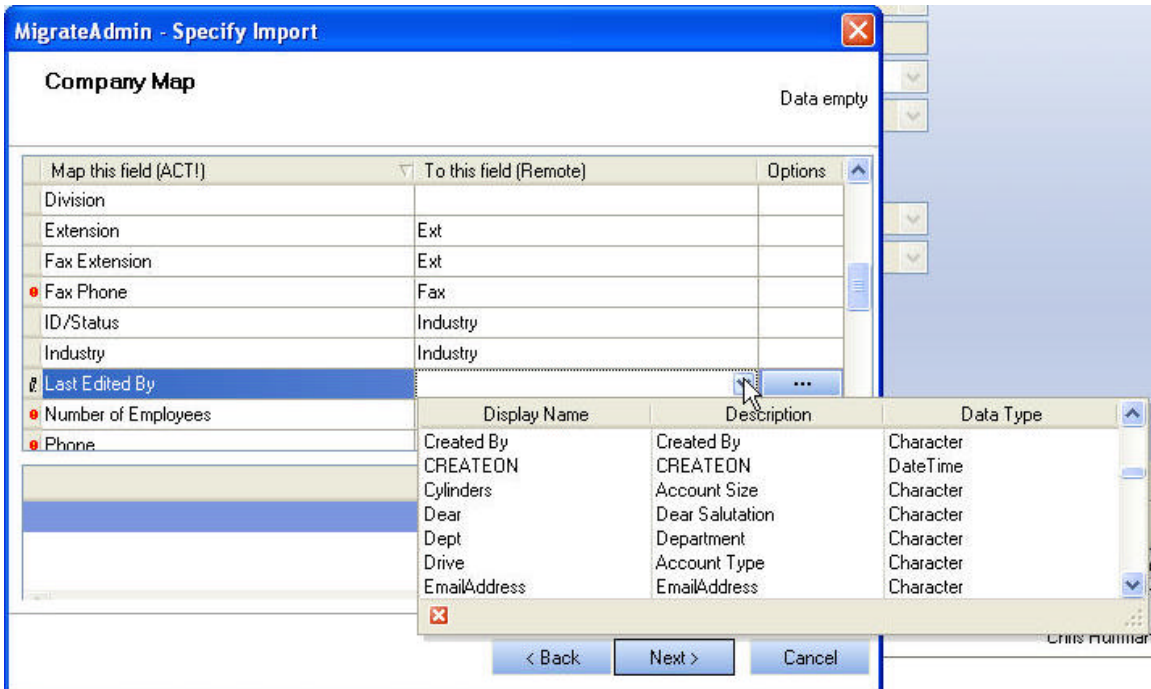 MigrateAdmin - Specify Import
Company Map
Data empty
Map this field (ACT!) To this field (Remote) Options
Division
Extension Ext
Fax Extension Ext
Fax Phone Fax
ID/Status Industry
Industry Industry
Last Edited By ...
Number of Employees
Phone
Display Name Description Data Type
Created By Created By Character
CREATEON CREATEON DateTime
Cylinders Account Size Character
Dear Dear Salutation Character
Dept Department Character
Drive Account Type Character
EmailAddress EmailAddress Character
Chris
< Back Next > Cancel